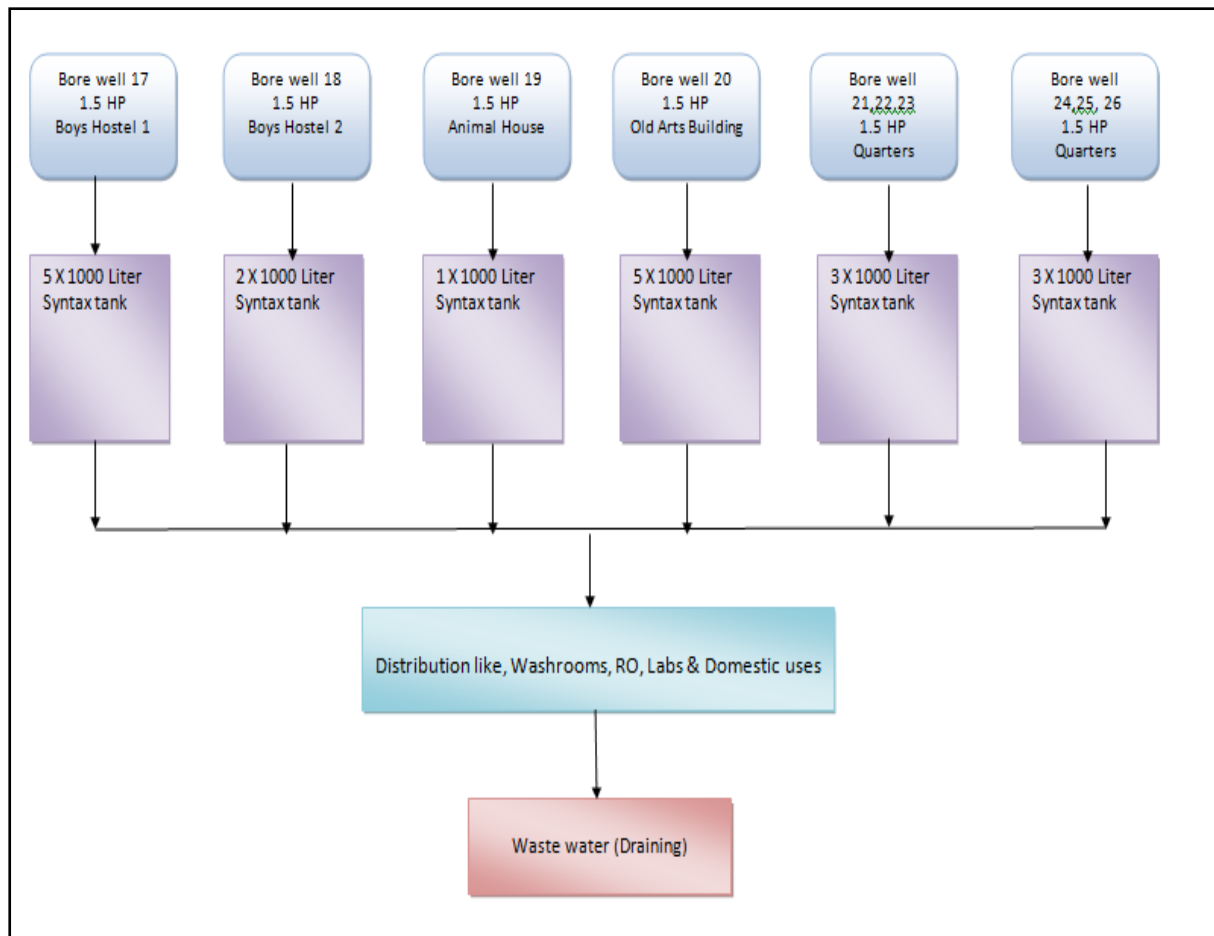 Bore well 17
1.5 HP
Boys Hostel 1
Bore well 18
1.5 HP
Boys Hostel 2
Bore well 19
1.5 HP
Animal House
Bore well 20
1.5 HP
Old Arts Building
Bore well
21,22,23
1.5 HP
Quarters
Bore well
24,25, 26
1.5 HP
Quarters
5 X 1000 Liter
Syntax tank
2 X 1000 Liter
Syntax tank
1 X 1000 Liter
Syntax tank
5 X 1000 Liter
Syntax tank
3 X 1000 Liter
Syntax tank
3 X 1000 Liter
Syntax tank
Distribution like, Washrooms, RO, Labs & Domestic uses
Waste water (Draining)